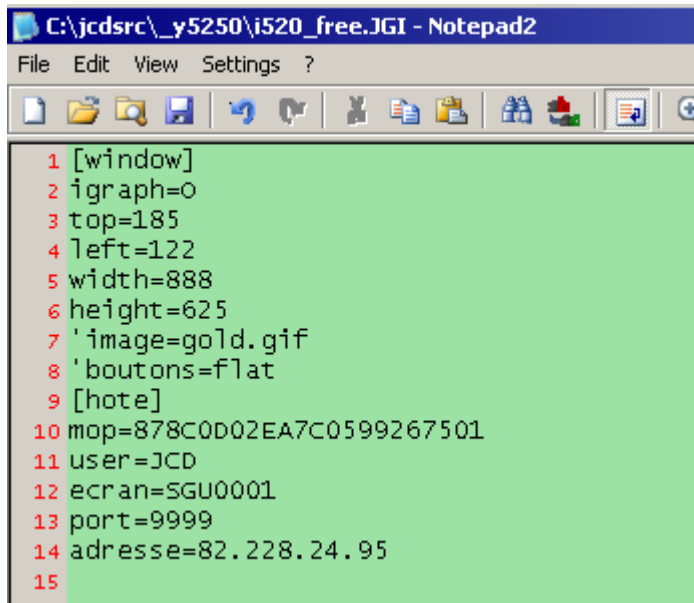 C:\jcdsrc\_y5250\i520_free.JGI - Notepad2
File Edit View Settings ?
1 [window]
2 igraph=O
3 top=185
4 left=122
5 width=888
6 height=625
7 'image=gold.gif
8 'boutons=flat
9 [hote]
10 mop=878C0D02EA7C0599267501
11 user=JCD
12 ecran=SGU0001
13 port=9999
14 adresse=82.228.24.95
15